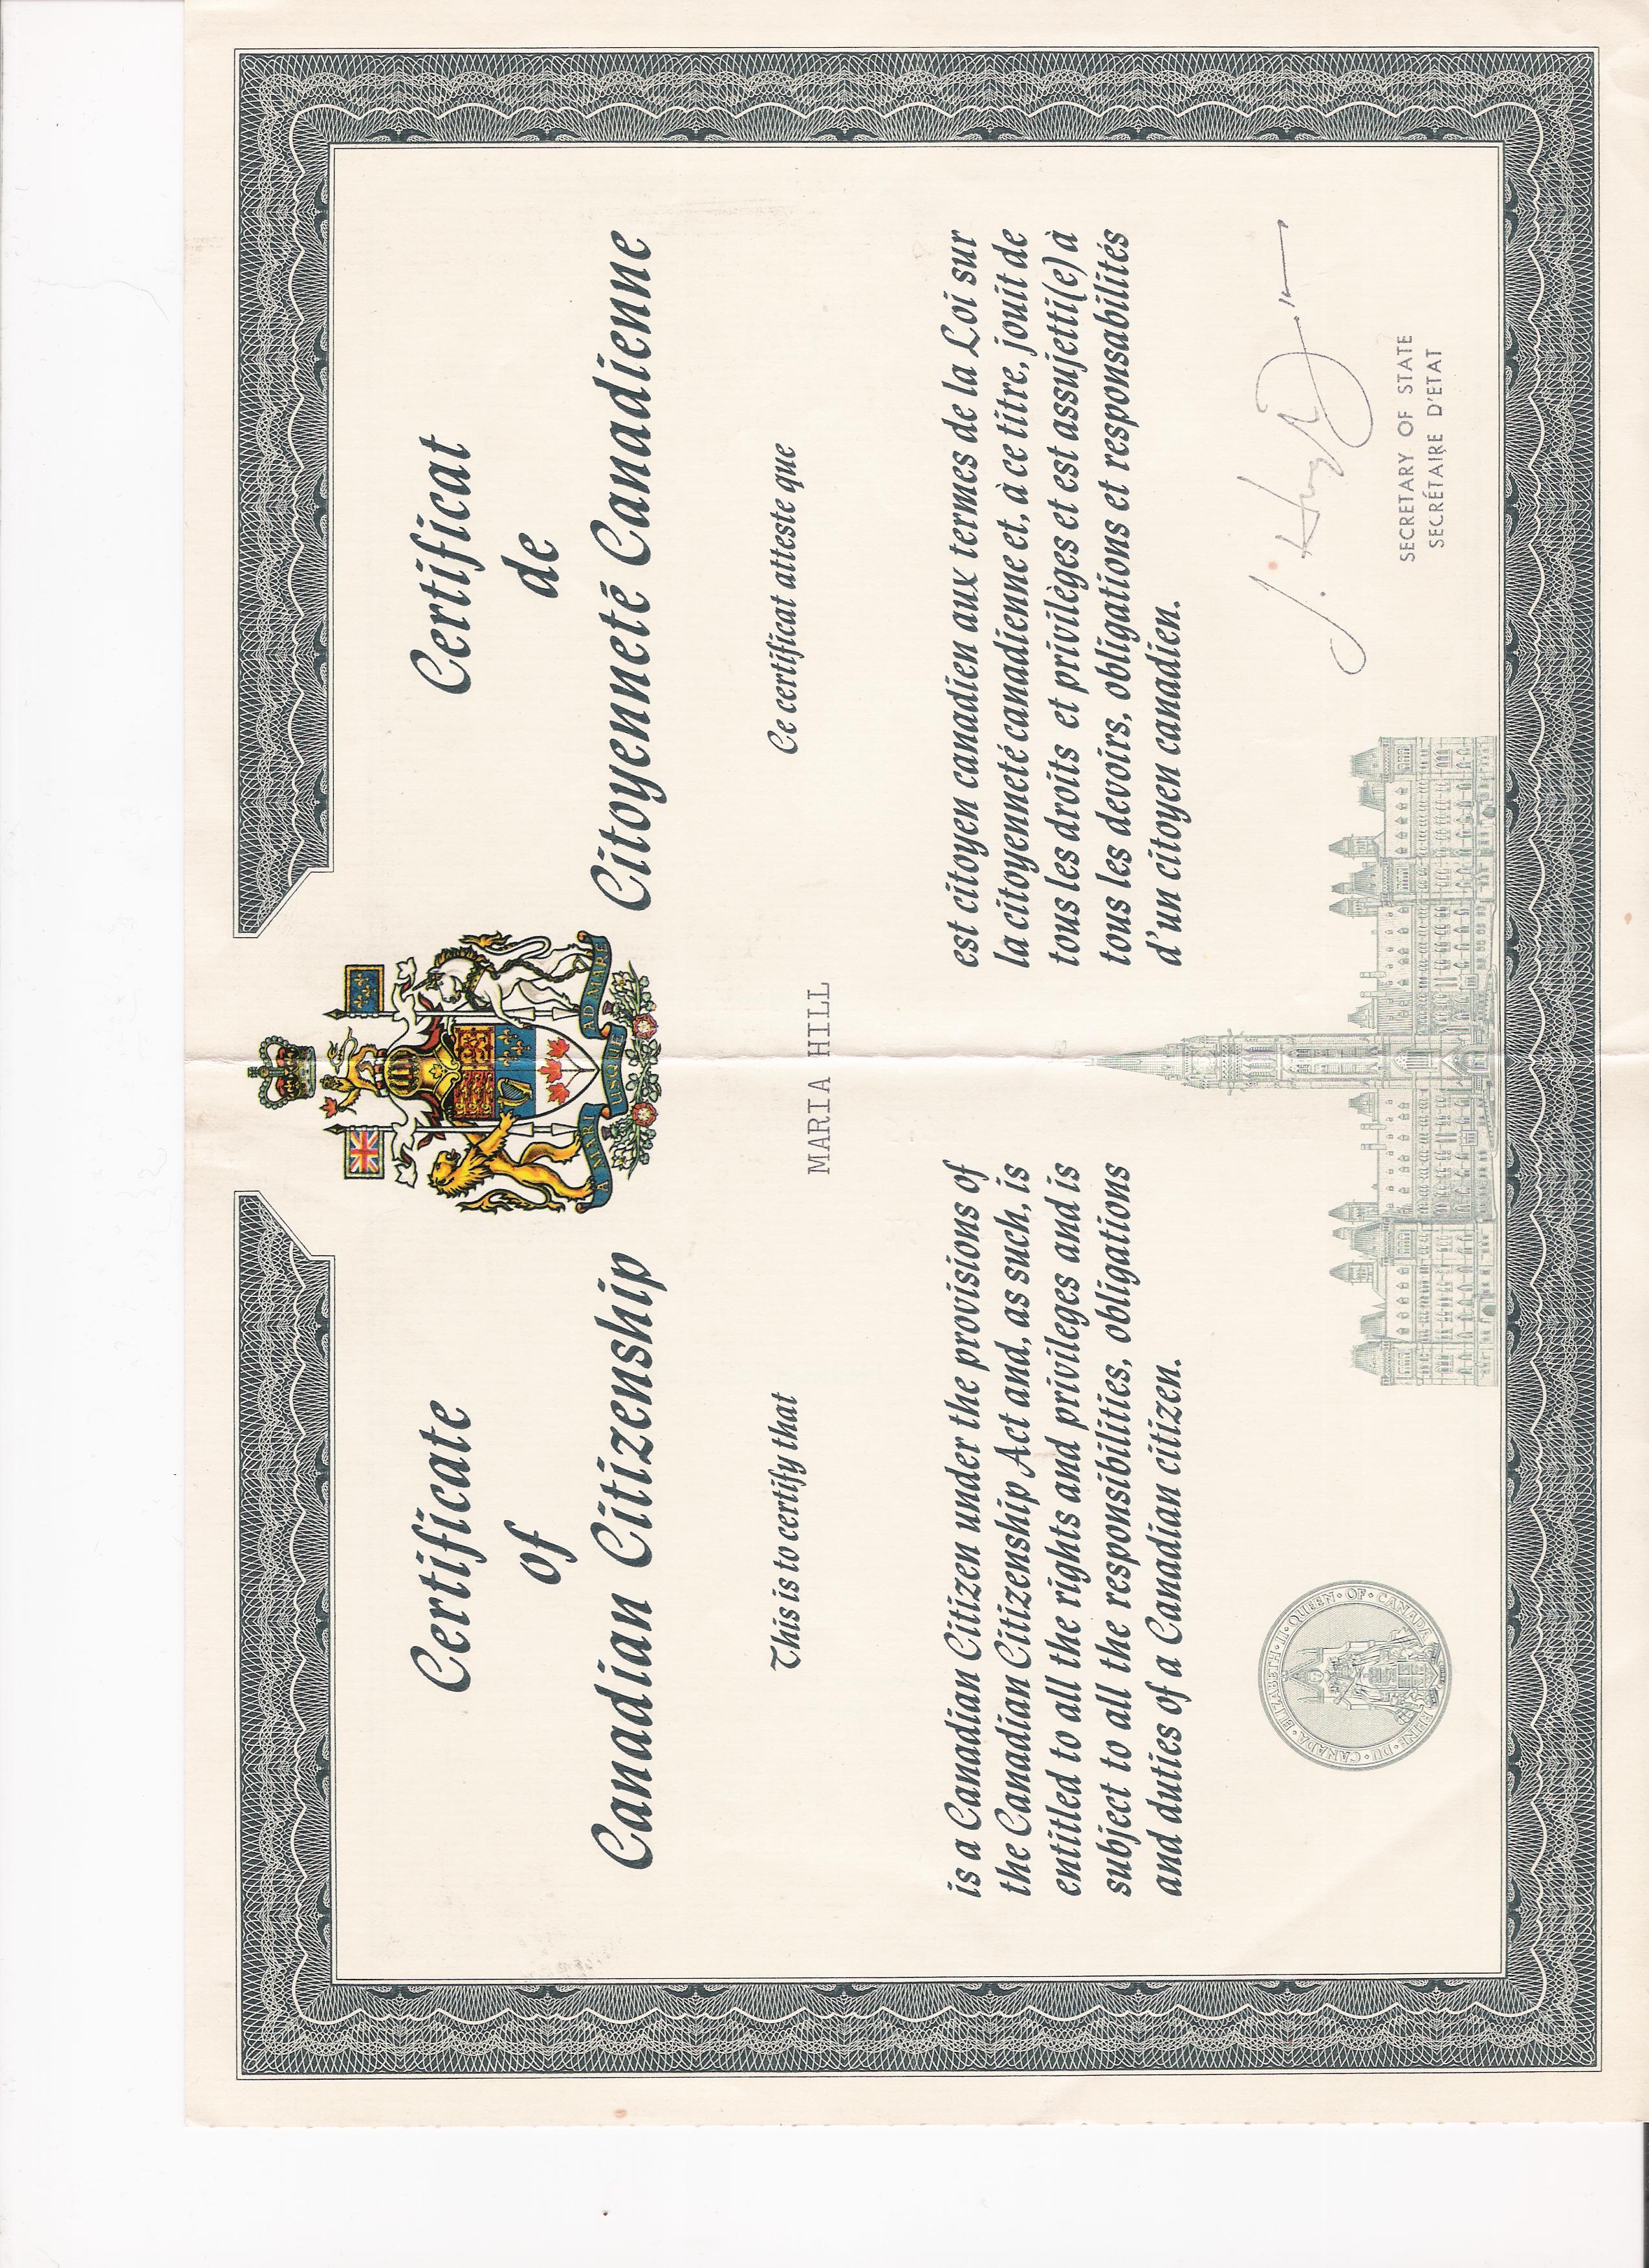 Certificate
of
Canadian Citizenship
Certificat
de
Citoyenneté Canadienne
A MARI USQUE AD MARE
This is to certify that
Ce certificat atteste que
MARIA HILL
is a Canadian Citizen under the provisions of
the Canadian Citizenship Act and, as such, is
entitled to all the rights and privileges and is
subject to all the responsibilities, obligations
and duties of a Canadian citizen.
est citoyen canadien aux termes de la Loi sur
la citoyenneté canadienne et, à ce titre, jouit de
tous les droits et privilèges et est assujetti(e) à
tous les devoirs, obligations et responsabilités
d'un citoyen canadien.
ELIZABETH·II·QUEEN·OF·CANADA
REINE·DU·CANADA
SECRETARY OF STATE
SECRÉTAIRE D'ETAT